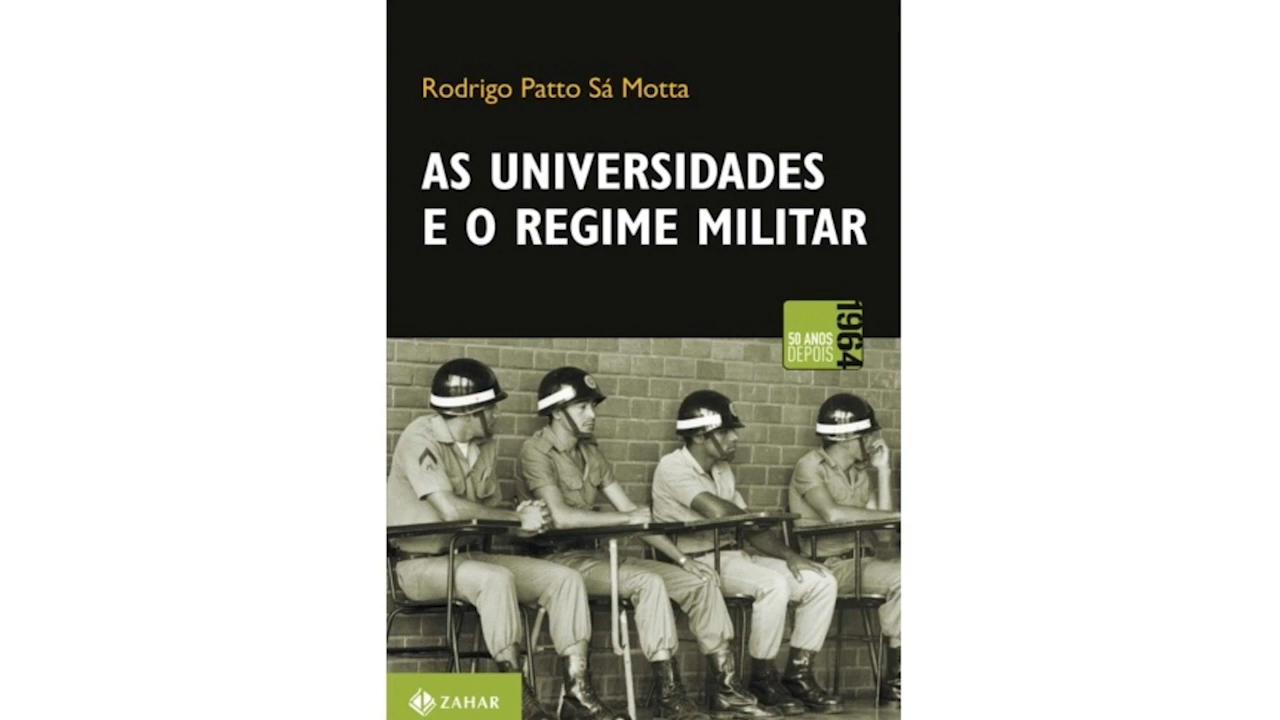 Rodrigo Patto Sá Motta
AS UNIVERSIDADES
E O REGIME MILITAR
50 ANOS
DEPOIS
1964
ZAHAR